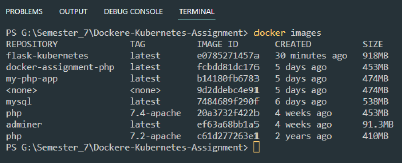 PROBLEMS OUTPUT DEBUG CONSOLE TERMINAL
PS G:\Semester_7\Dockere-Kubernetes-Assignment> docker images
REPOSITORY TAG IMAGE ID CREATED SIZE
flask-kubernetes latest e0785271457a 30 minutes ago 918MB
docker-assignment-php latest fcbdd81dc176 5 days ago 453MB
my-php-app latest b14180fb6783 5 days ago 474MB
<none> <none> 9d2ddebc4e91 5 days ago 474MB
mysql latest 7484689f290f 6 days ago 538MB
php 7.4-apache 20a3732f422b 4 weeks ago 453MB
adminer latest ef63a68bb1a5 4 weeks ago 91.3MB
php 7.2-apache c61d277263e1 2 years ago 410MB
PS G:\Semester_7\Dockere-Kubernetes-Assignment>